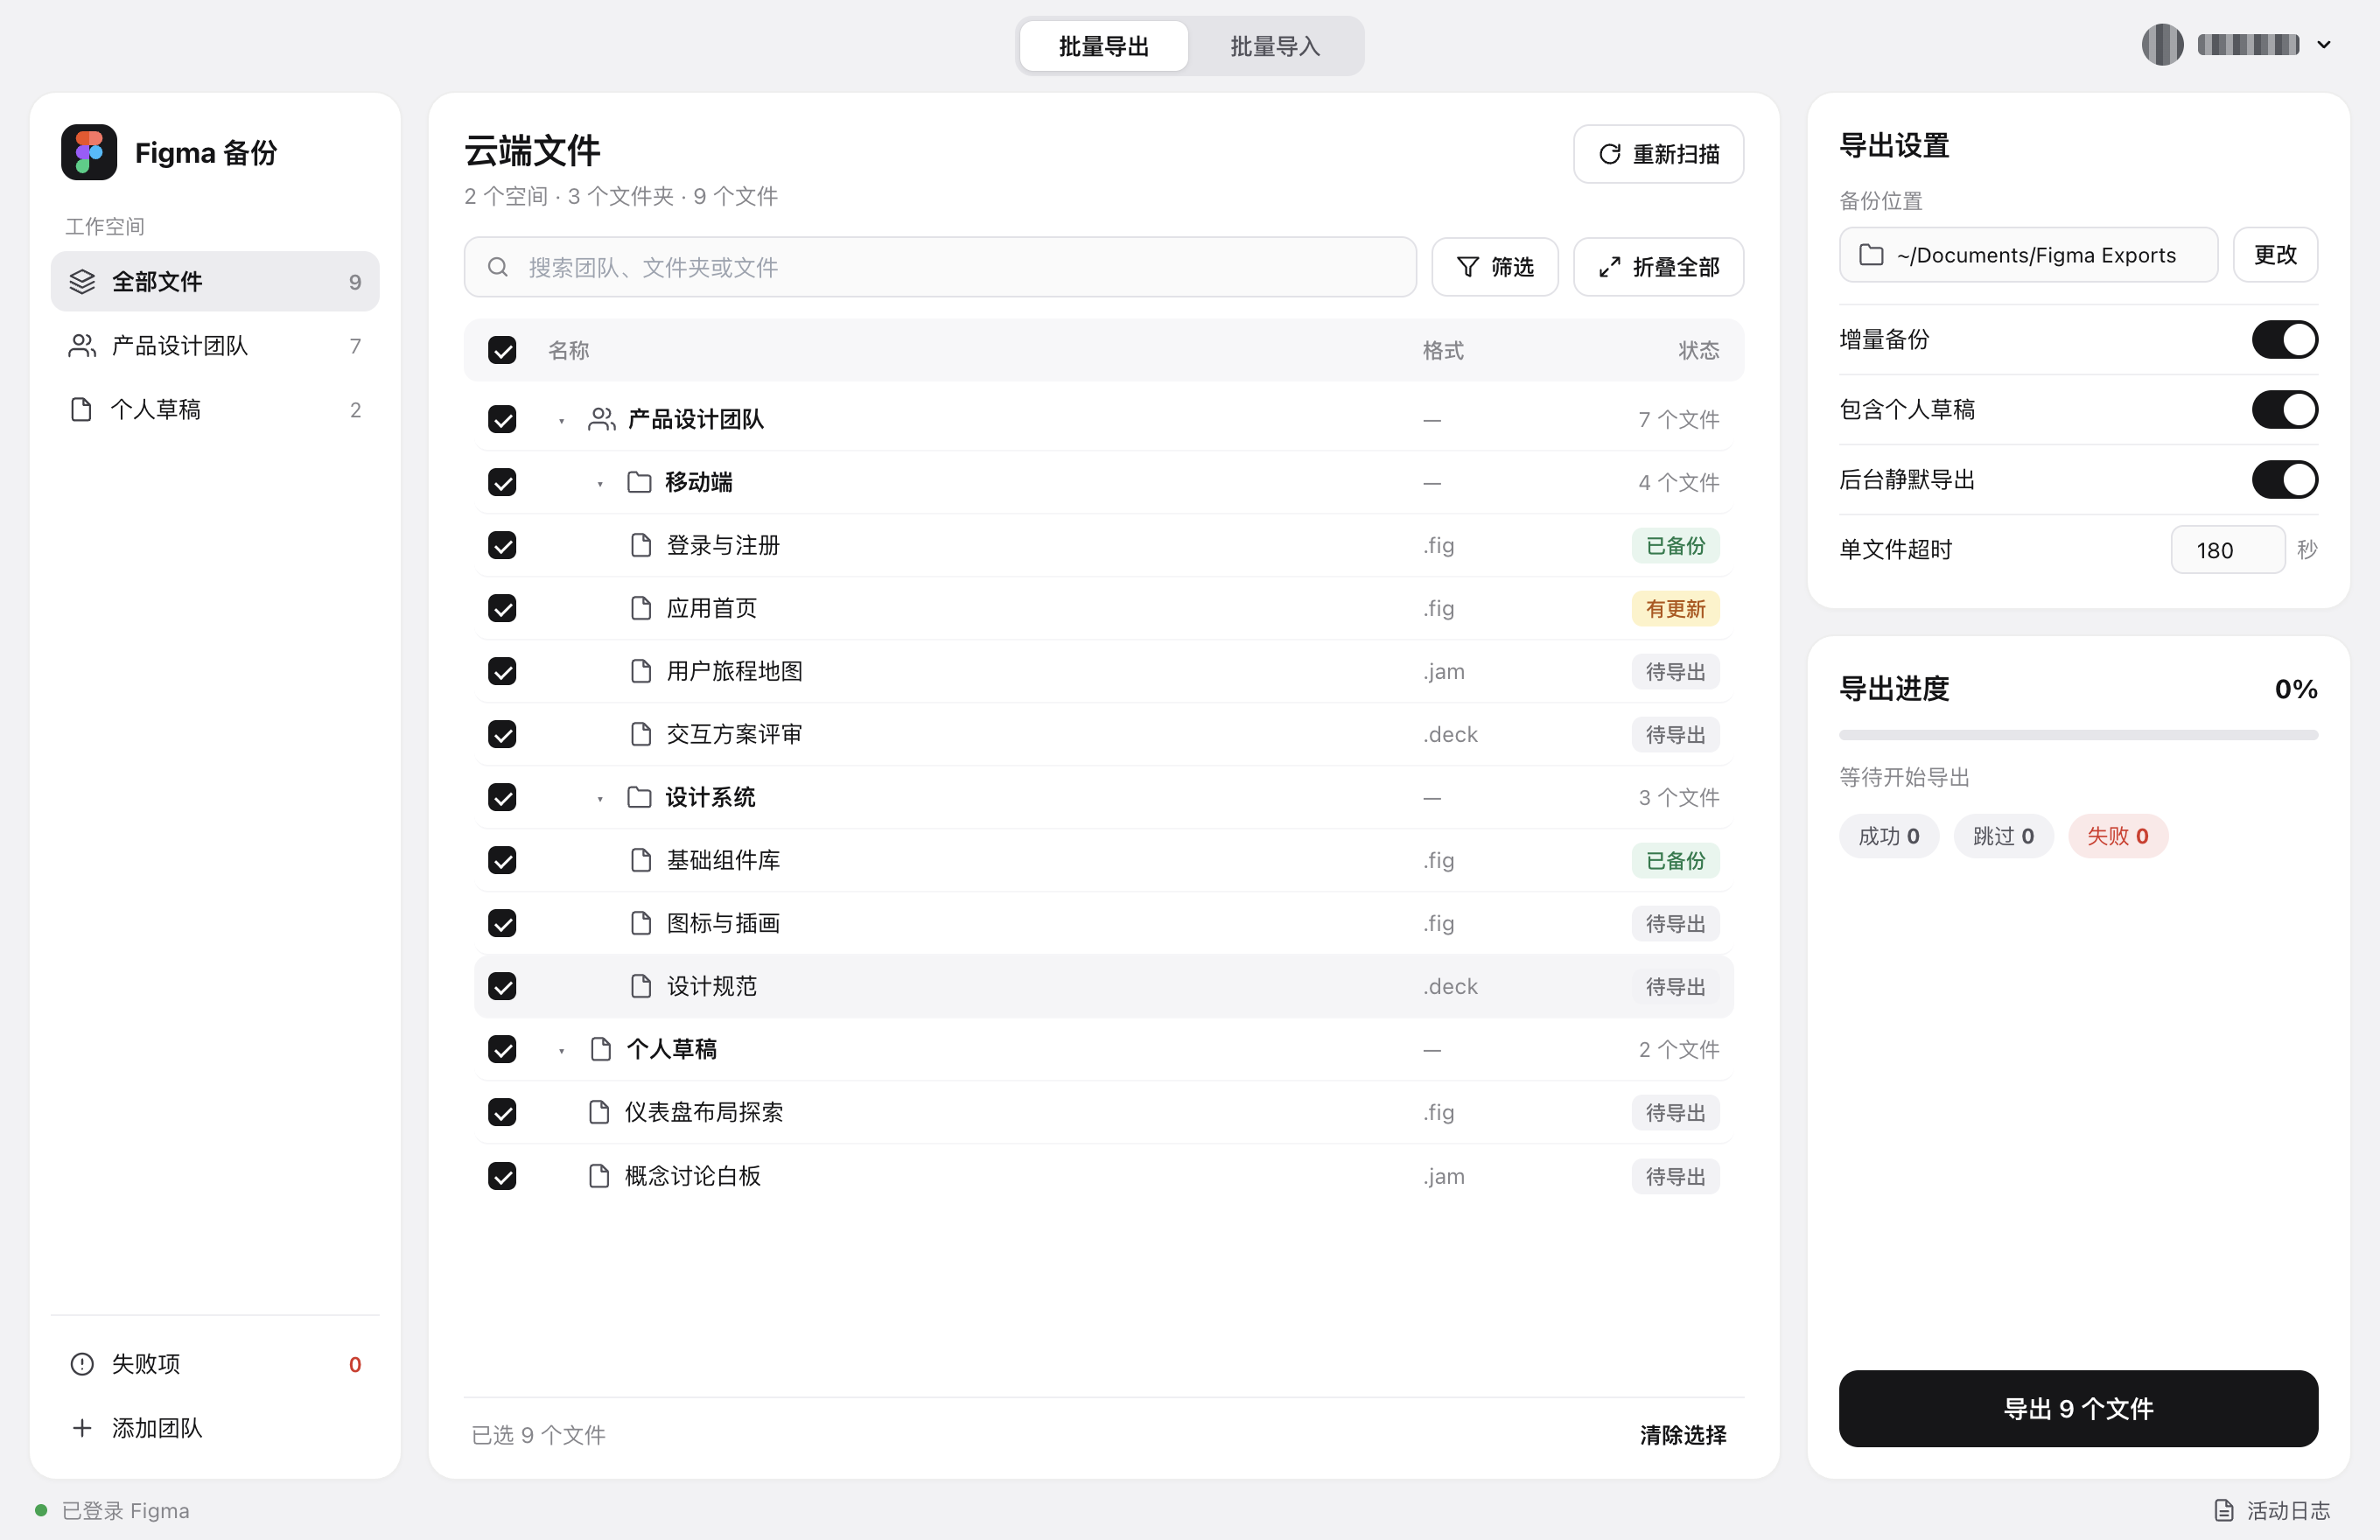 批量导出 批量导入
Figma 备份
工作空间
全部文件 9
产品设计团队 7
个人草稿 2
失败项 0
添加团队
云端文件
2 个空间 · 3 个文件夹 · 9 个文件
重新扫描
搜索团队、文件夹或文件
筛选
折叠全部
名称 格式 状态
产品设计团队 — 7 个文件
移动端 — 4 个文件
登录与注册 .fig 已备份
应用首页 .fig 有更新
用户旅程地图 .jam 待导出
交互方案评审 .deck 待导出
设计系统 — 3 个文件
基础组件库 .fig 已备份
图标与插画 .fig 待导出
设计规范 .deck 待导出
个人草稿 — 2 个文件
仪表盘布局探索 .fig 待导出
概念讨论白板 .jam 待导出
已选 9 个文件 清除选择
导出设置
备份位置
~/Documents/Figma Exports 更改
增量备份
包含个人草稿
后台静默导出
单文件超时 180 秒
导出进度 0%
等待开始导出
成功 0 跳过 0 失败 0
导出 9 个文件
已登录 Figma
活动日志